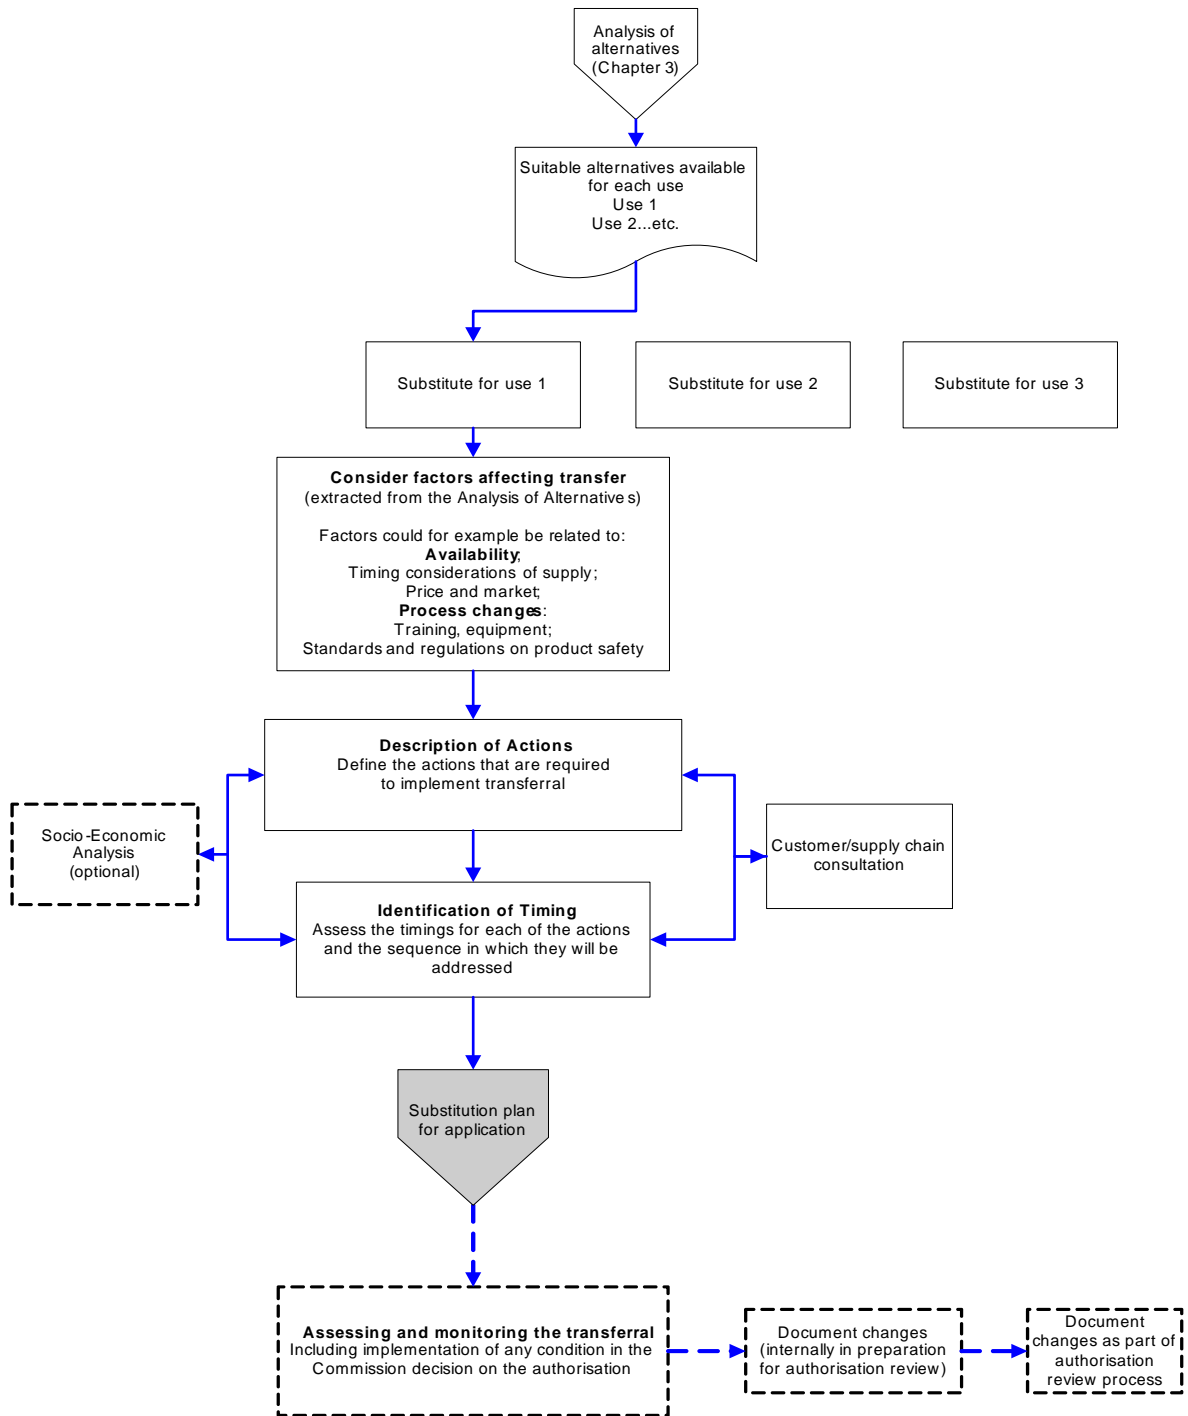 Analysis of
alternatives
(Chapter 3)
Suitable alternatives available
for each use
Use 1
Use 2...etc.
Substitute for use 1
Substitute for use 2
Substitute for use 3
Consider factors affecting transfer
(extracted from the Analysis of Alternatives)
Factors could for example be related to:
Availability;
Timing considerations of supply;
Price and market;
Process changes:
Training, equipment;
Standards and regulations on product safety
Description of Actions
Define the actions that are required
to implement transferral
Socio-Economic
Analysis
(optional)
Customer/supply chain
consultation
Identification of Timing
Assess the timings for each of the actions
and the sequence in which they will be
addressed
Substitution plan
for application
Assessing and monitoring the transferral
Including implementation of any condition in the
Commission decision on the authorisation
Document changes
(internally in preparation
for authorisation review)
Document
changes as part of
authorisation
review process